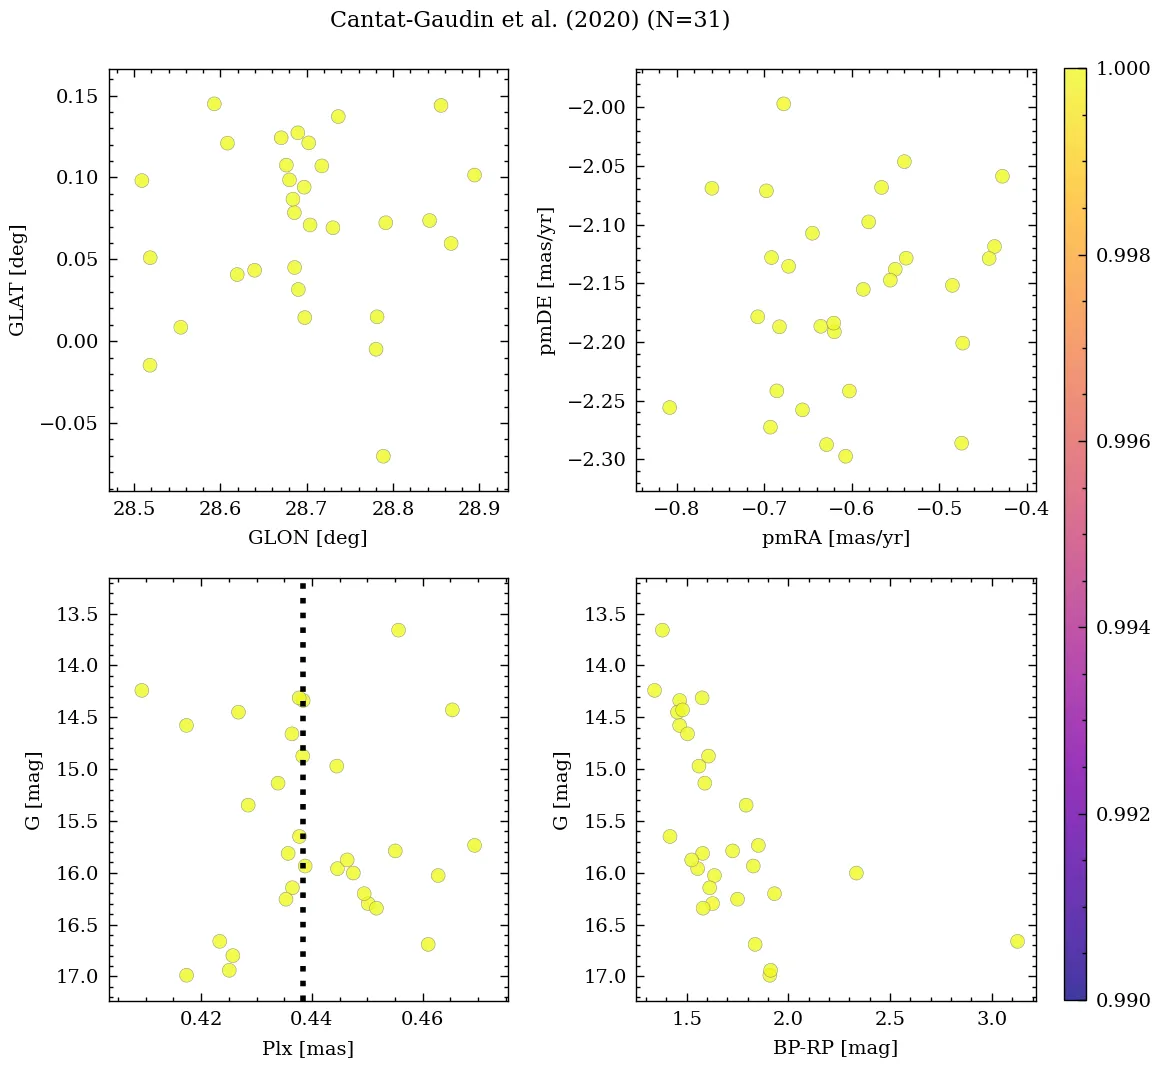 Cantat-Gaudin et al. (2020) (N=31)
0.15
0.10
0.05
0.00
−0.05
GLAT [deg]
28.5 28.6 28.7 28.8 28.9
GLON [deg]
−2.00
−2.05
−2.10
−2.15
−2.20
−2.25
−2.30
pmDE [mas/yr]
−0.8 −0.7 −0.6 −0.5 −0.4
pmRA [mas/yr]
13.5
14.0
14.5
15.0
15.5
16.0
16.5
17.0
G [mag]
0.42 0.44 0.46
Plx [mas]
13.5
14.0
14.5
15.0
15.5
16.0
16.5
17.0
G [mag]
1.5 2.0 2.5 3.0
BP-RP [mag]
1.000
0.998
0.996
0.994
0.992
0.990